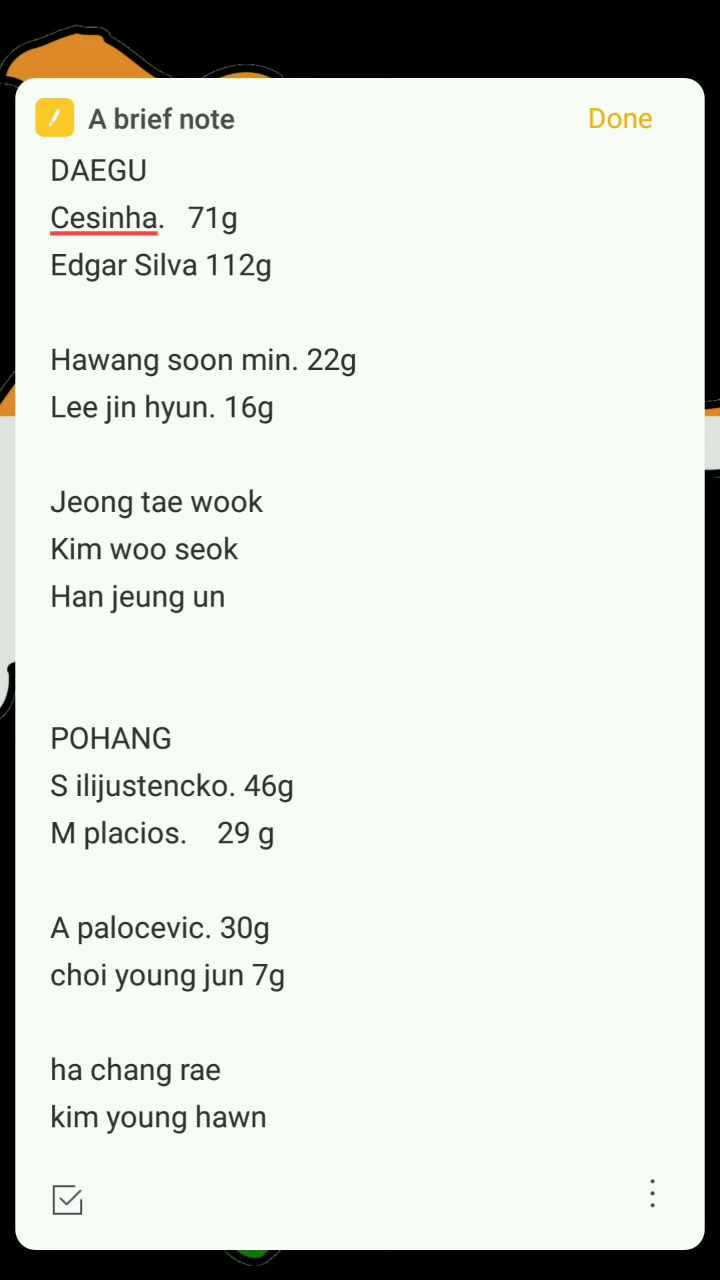 A brief note
Done
DAEGU
Cesinha.   71g
Edgar Silva 112g
Hawang soon min. 22g
Lee jin hyun. 16g
Jeong tae wook
Kim woo seok
Han jeung un
POHANG
S ilijustencko. 46g
M placios.    29 g
A palocevic. 30g
choi young jun 7g
ha chang rae
kim young hawn